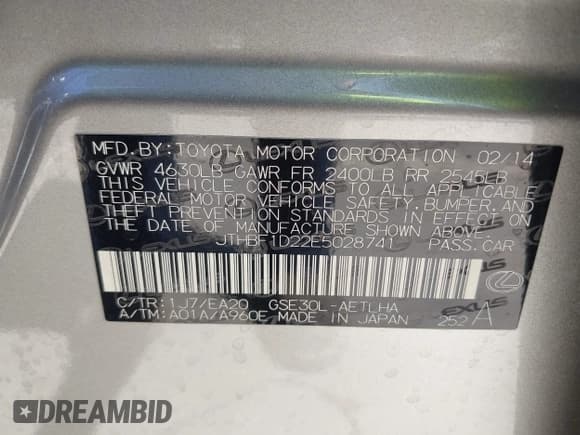 MFD. BY: TOYOTA MOTOR CORPORATION 02/14
GVWR 4630LB GAWR FR 2400LB RR 2545LB
THIS VEHICLE CONFORMS TO ALL APPLICABLE
FEDERAL MOTOR VEHICLE SAFETY, BUMPER, AND
THEFT PREVENTION STANDARDS IN EFFECT ON
THE DATE OF MANUFACTURE SHOWN ABOVE.
JTHBF1D22E5028741 PASS. CAR
C/TR: 1J7/EA20 GSE30L-AETLHA
A/TM: A01A/A960E MADE IN JAPAN 252 A
LEXUS
DREAMBID